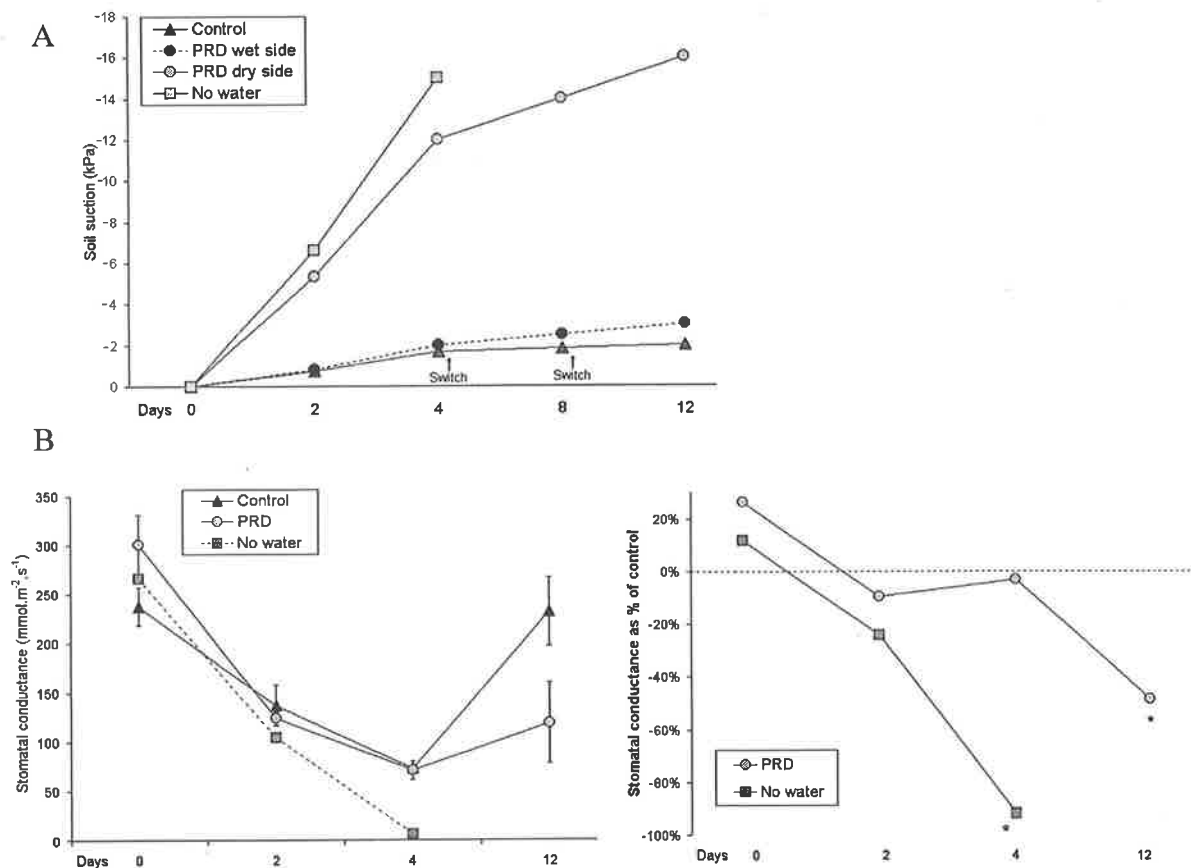 A
Control
PRD wet side
PRD dry side
No water
Soil suction (kPa)
-18
-16
-14
-12
-10
-8
-6
-4
-2
0
Switch
Switch
Days 0 2 4 8 12
B
Stomatal conductance (mmol.m-2.s-1)
350
300
250
200
150
100
50
0
Control
PRD
No water
Days 0 2 4 12
Stomatal conductance as % of control
20%
0%
-20%
-40%
-60%
-80%
-100%
PRD
No water
*
*
Days 0 2 4 12